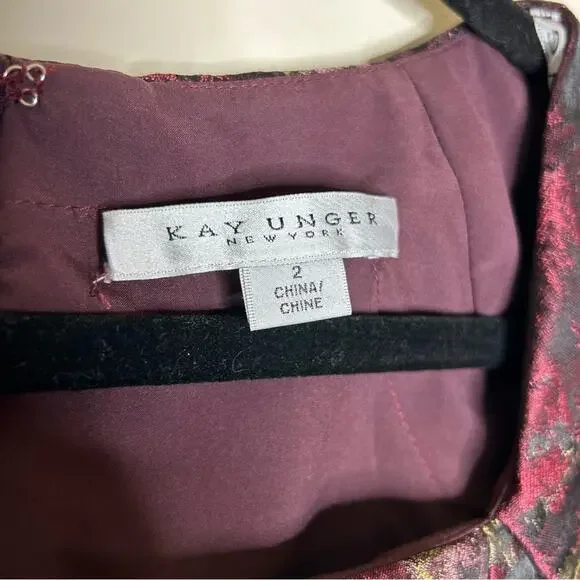 KAY UNGER
NEW YORK
2
CHINA/
CHINE